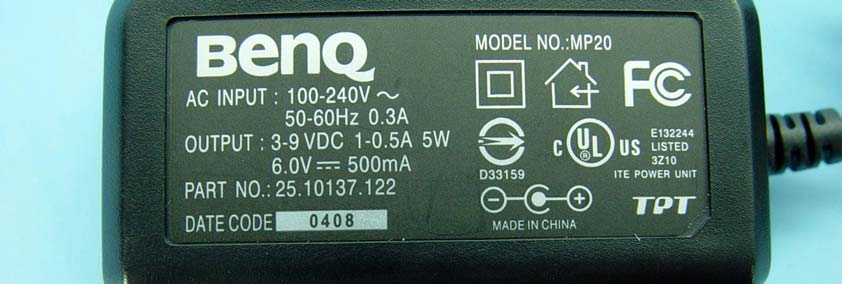 BenQ
AC INPUT : 100-240V ~
50-60Hz 0.3A
OUTPUT : 3-9 VDC 1-0.5A 5W
6.0V⎓500mA
PART NO.: 25.10137.122
DATE CODE 0408
MODEL NO.:MP20
FC
D33159
C UL US
E132244
LISTED
3Z10
ITE POWER UNIT
MADE IN CHINA
TPT